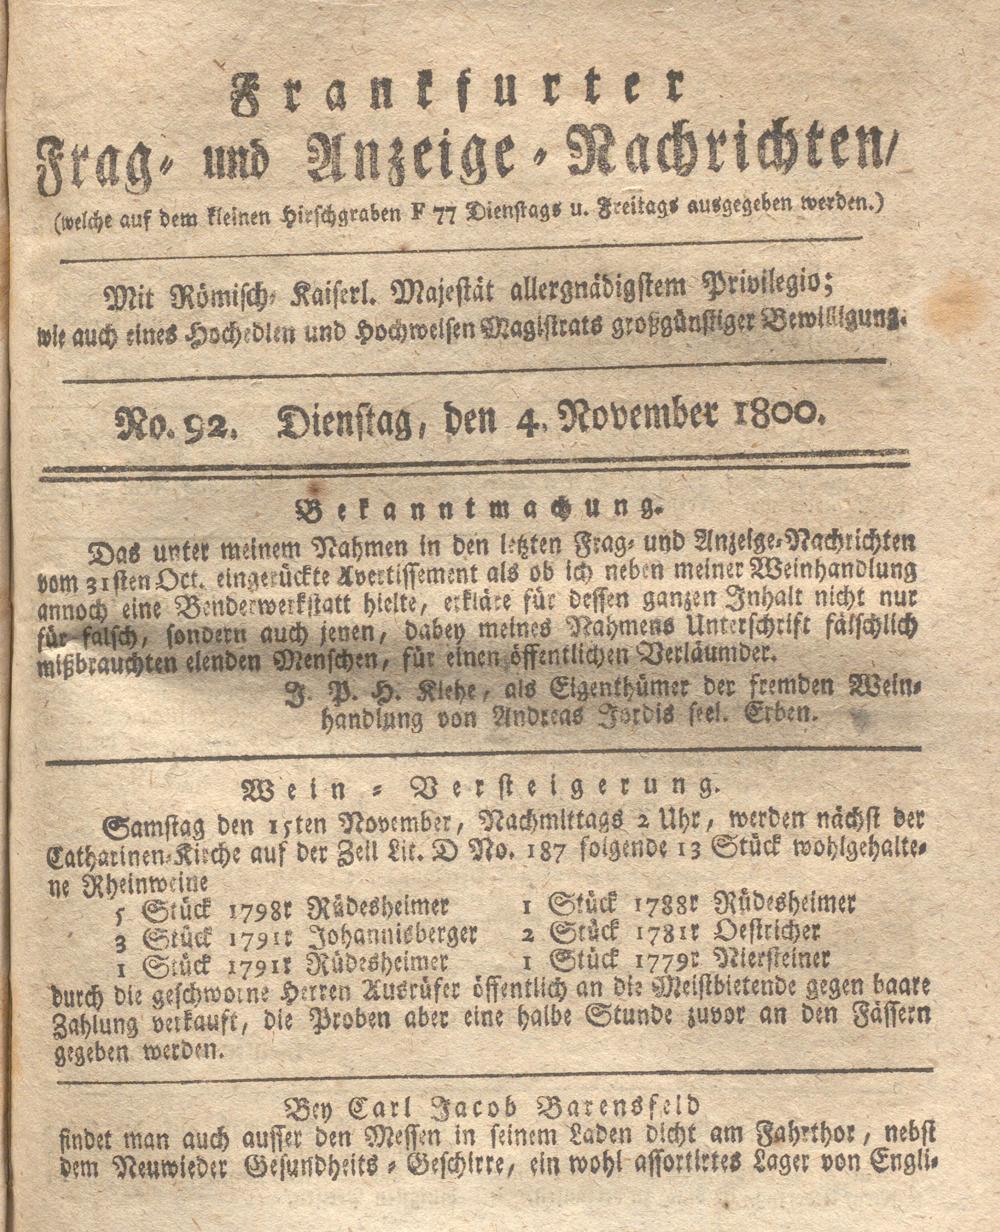 Frankfurter
Frag- und Anzeige-Nachrichten/
(welche auf dem kleinen Hirschgraben F 77 Dienstags u. Freitags ausgegeben werden.)
Mit Römisch-Kaiserl. Majestät allergnädigstem Privilegio;
wie auch eines Hochedlen und Hochweisen Magistrats großgünstiger Bewilligung.
No. 92. Dienstag, den 4. November 1800.
Bekanntmachung.
Das unter meinem Nahmen in den letzten Frag- und Anzeige-Nachrichten
vom 31sten Oct. eingerückte Avertissement als ob ich neben meiner Weinhandlung
annoch eine Benderwerkstatt hielte, erkläre für dessen ganzen Inhalt nicht nur
für falsch, sondern auch jenen, dabey meines Nahmens Unterschrift fälschlich
mißbrauchten elenden Menschen, für einen öffentlichen Verläumder.
J. P. H. Klehe, als Eigenthümer der fremden Wein-
handlung von Andreas Jordis seel. Erben.
Wein-Versteigerung.
Samstag den 15ten November, Nachmittags 2 Uhr, werden nächst der
Catharinen-Kirche auf der Zeil Lit. D No. 187 folgende 13 Stück wohlgehalte-
ne Rheinweine
5 Stück 1798r Rüdesheimer 1 Stück 1788r Rüdesheimer
3 Stück 1791r Johannisberger 2 Stück 1781r Oestricher
1 Stück 1791r Rüdesheimer 1 Stück 1779r Niersteiner
durch die geschworne Herren Ausrüfer öffentlich an die Meistbietende gegen baare
Zahlung verkauft, die Proben aber eine halbe Stunde zuvor an den Fässern
gegeben werden.
Bey Carl Jacob Barensfeld
findet man auch ausser den Messen in seinem Laden dicht am Fahrthor, nebst
dem Neuwieder Gesundheits-Geschirre, ein wohl assortirtes Lager von Engli-